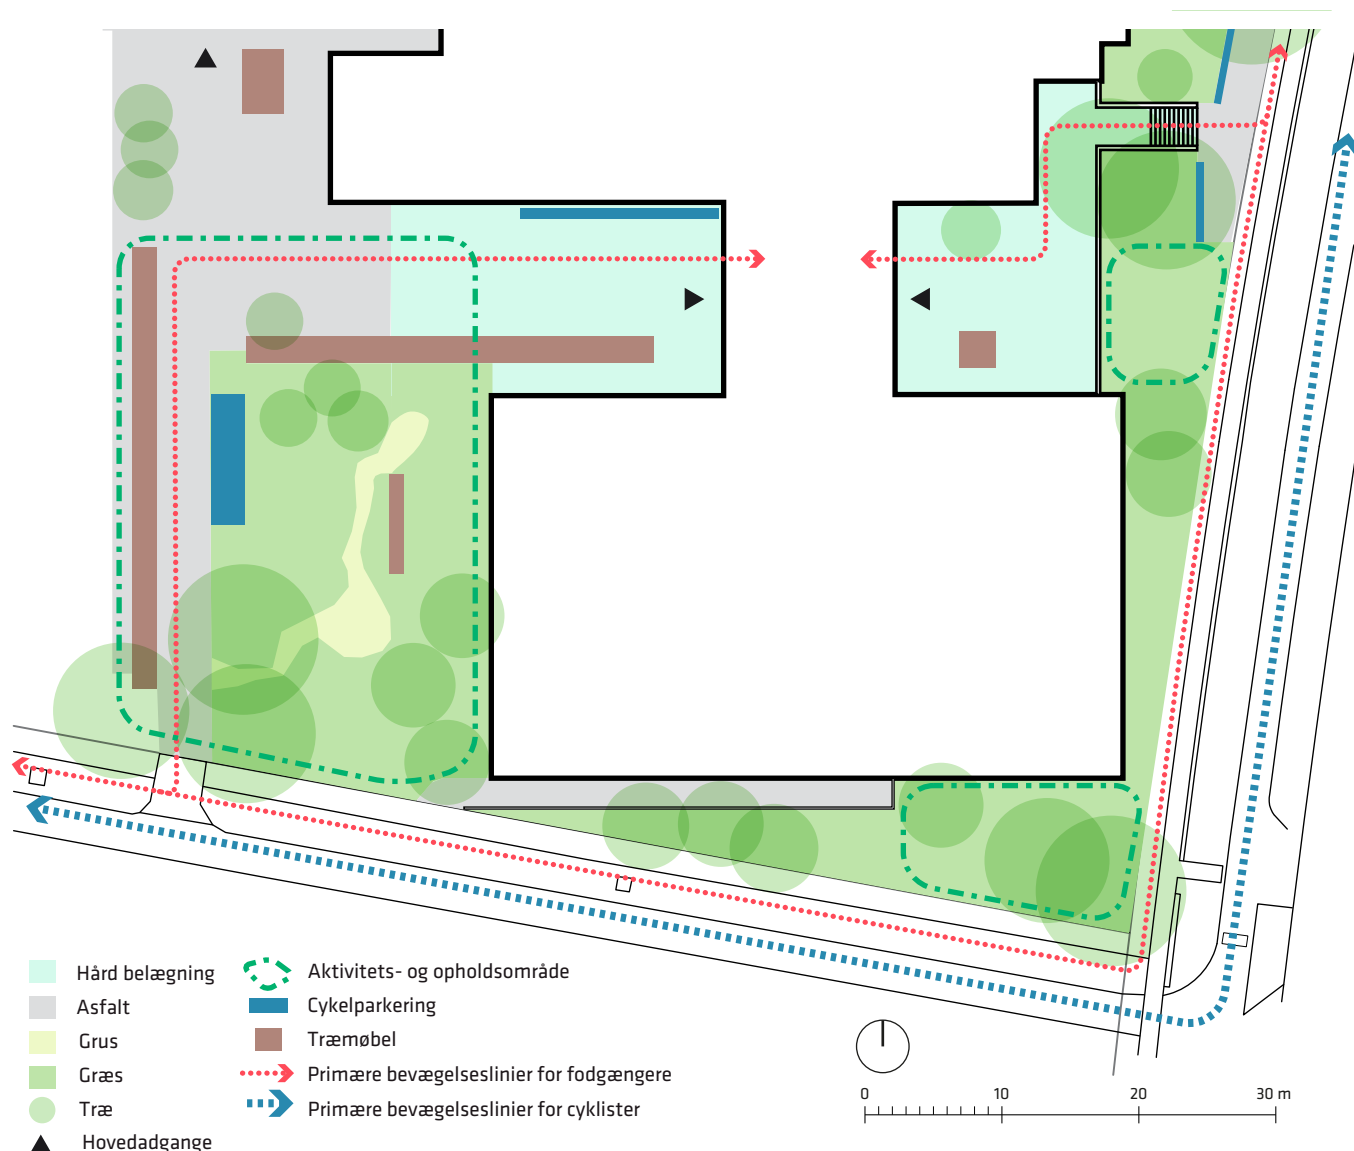 Hård belægning
Asfalt
Grus
Græs
Træ
Hovedadgange
Aktivitets- og opholdsområde
Cykelparkering
Træmøbel
Primære bevægelseslinier for fodgængere
Primære bevægelseslinier for cyklister
0 10 20 30 m